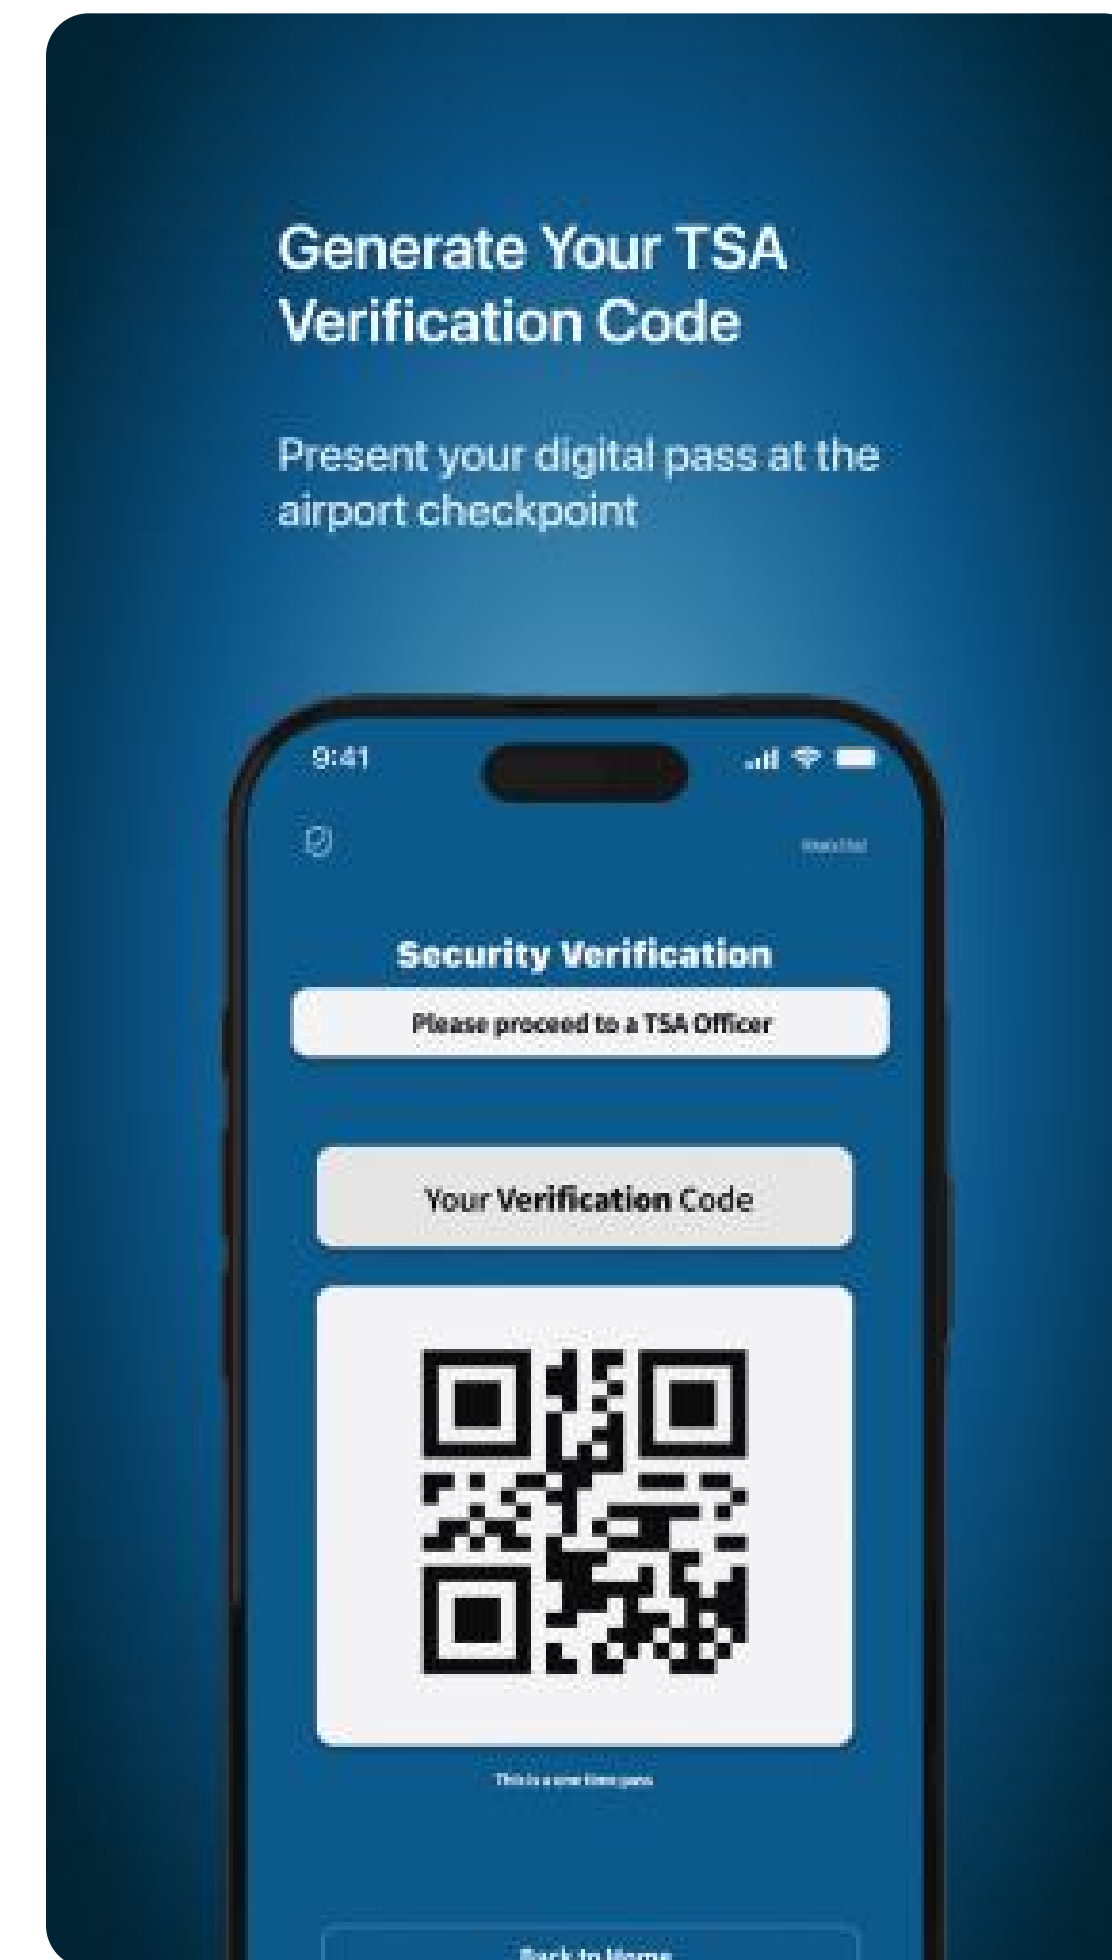 Generate Your TSA
Verification Code
Present your digital pass at the
airport checkpoint
9:41
Security Verification
Please proceed to a TSA Officer
Your Verification Code
This is a one time pass
Back to Home